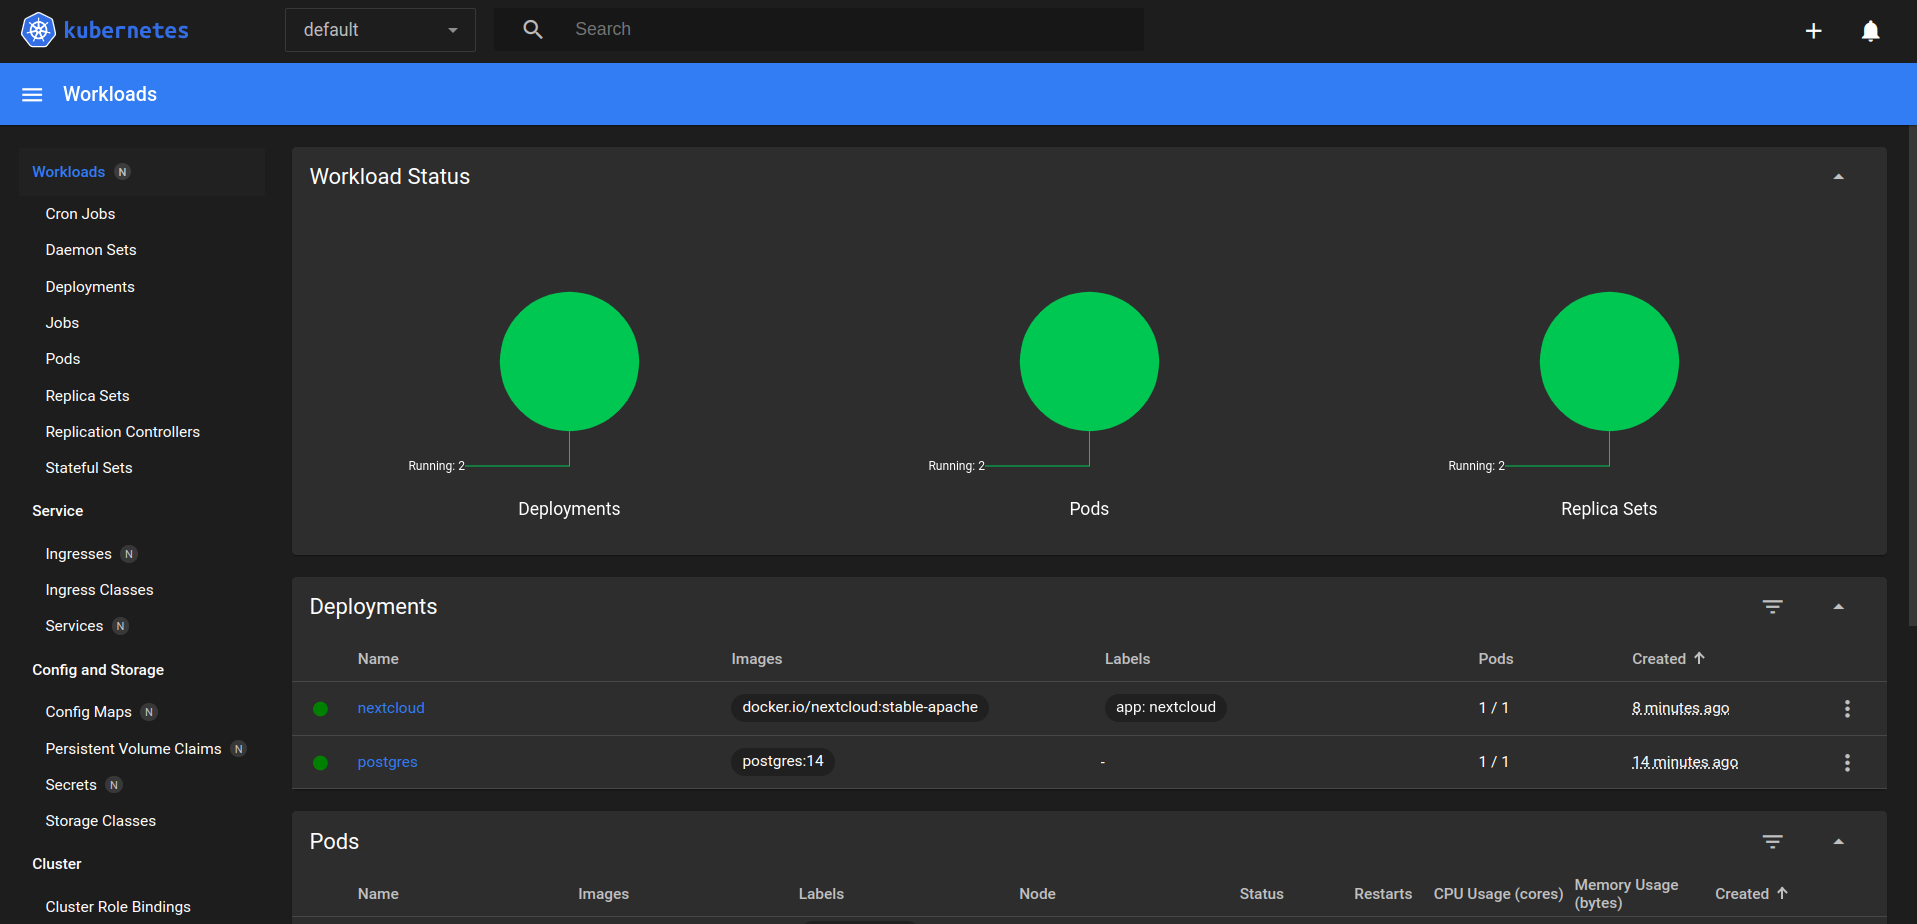 kubernetes
default
Search
Workloads
Workloads N
Cron Jobs
Daemon Sets
Deployments
Jobs
Pods
Replica Sets
Replication Controllers
Stateful Sets
Service
Ingresses N
Ingress Classes
Services N
Config and Storage
Config Maps N
Persistent Volume Claims N
Secrets N
Storage Classes
Cluster
Cluster Role Bindings
Workload Status
Running: 2
Deployments
Running: 2
Pods
Running: 2
Replica Sets
Deployments
Name Images Labels Pods Created
nextcloud docker.io/nextcloud:stable-apache app: nextcloud 1 / 1 8 minutes ago
postgres postgres:14 - 1 / 1 14 minutes ago
Pods
Name Images Labels Node Status Restarts CPU Usage (cores) Memory Usage (bytes) Created